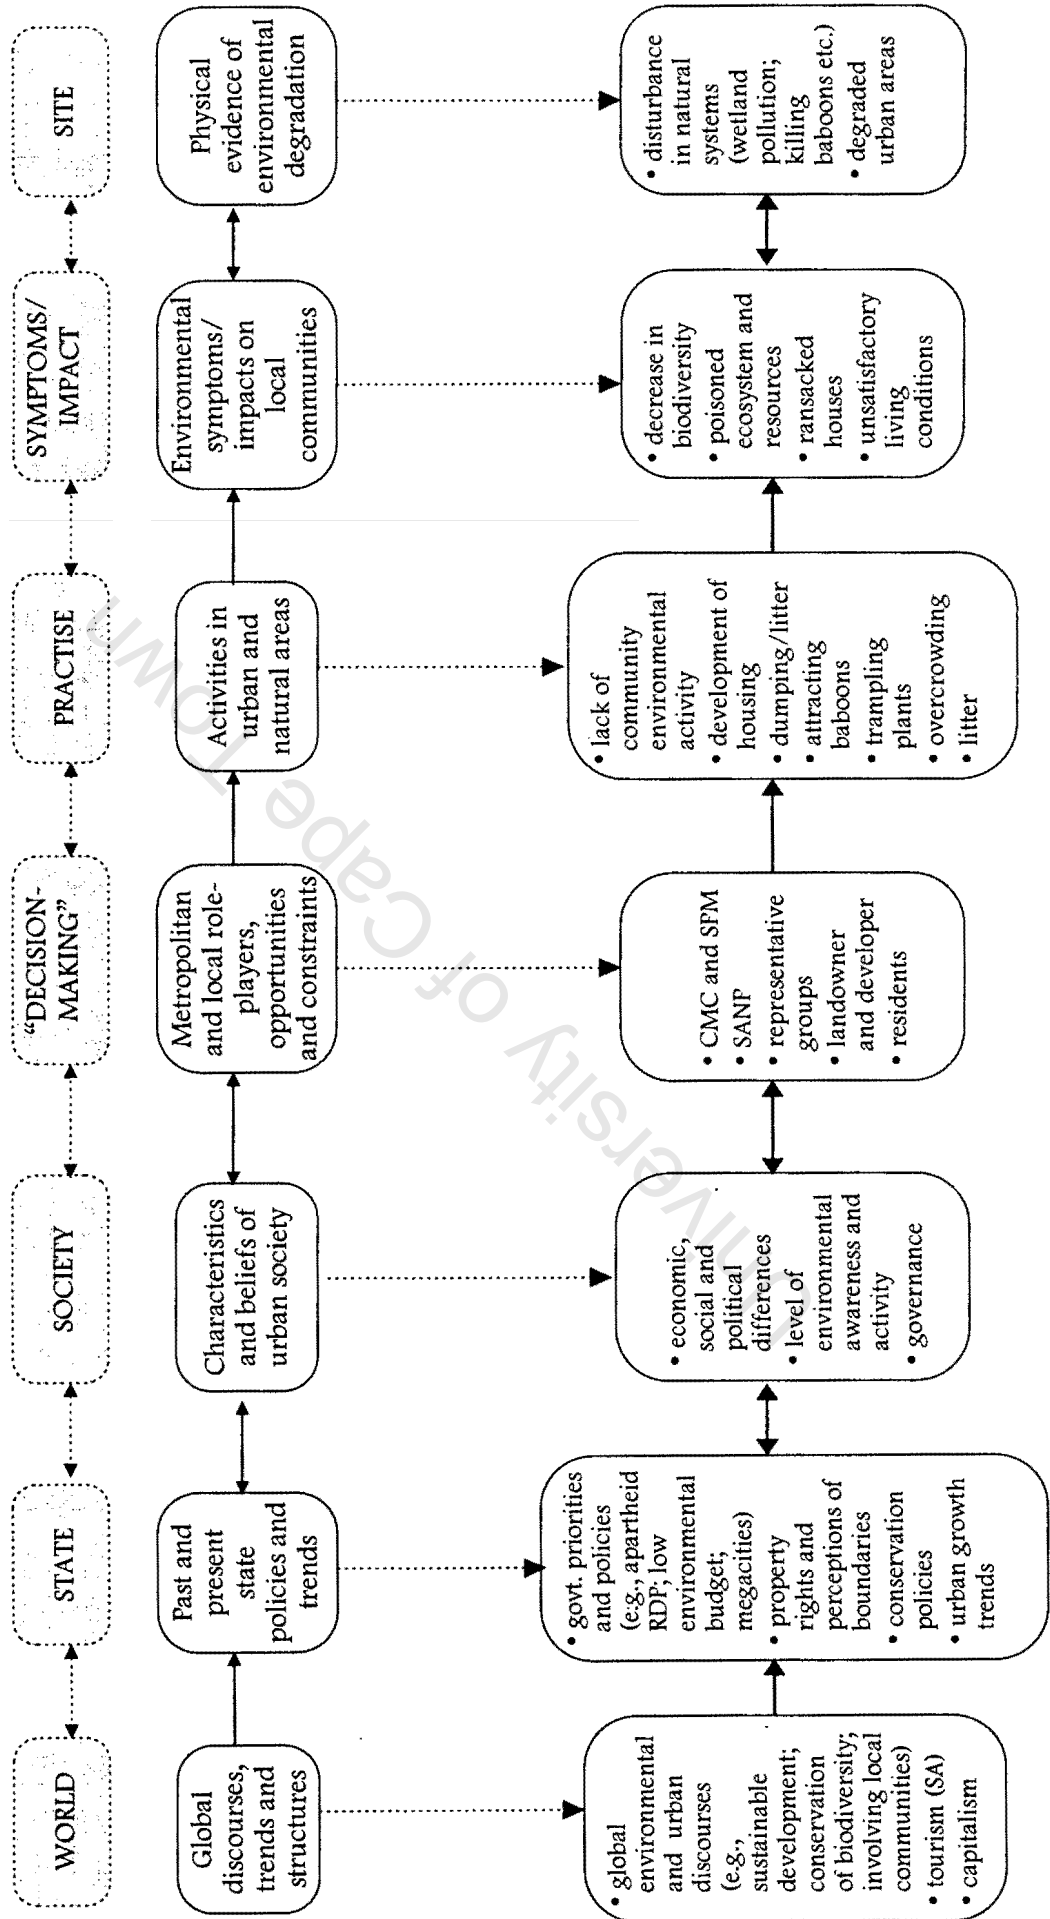 WORLD
STATE
SOCIETY
“DECISION-
MAKING”
PRACTISE
SYMPTOMS/
IMPACT
SITE
Global
discourses,
trends and
structures
Past and
present
state
policies and
trends
Characteristics
and beliefs of
urban society
Metropolitan
and local role-
players,
opportunities
and constraints
Activities in
urban and
natural areas
Environmental
symptoms/
impacts on
local
communities
Physical
evidence of
environmental
degradation
• global
environmental
and urban
discourses
(e.g.,
sustainable
development;
conservation
of biodiversity;
involving local
communities)
• tourism (SA)
• capitalism
• govt. priorities
and policies
(e.g., apartheid
RDP; low
environmental
budget;
megacities)
• property
rights and
perceptions of
boundaries
• conservation
policies
• urban growth
trends
• economic,
social and
political
differences
• level of
environmental
awareness and
activity
• governance
• CMC and SPM
• SANP
• representative
groups
• landowner
and developer
• residents
• lack of
community
environmental
activity
• development of
housing
• dumping/litter
• attracting
baboons
• trampling
plants
• overcrowding
• litter
• decrease in
biodiversity
• poisoned
ecosystem and
resources
• ransacked
houses
• unsatisfactory
living
conditions
• disturbance
in natural
systems
(wetland
pollution;
killing
baboons etc.)
• degraded
urban areas
University of Cape Town